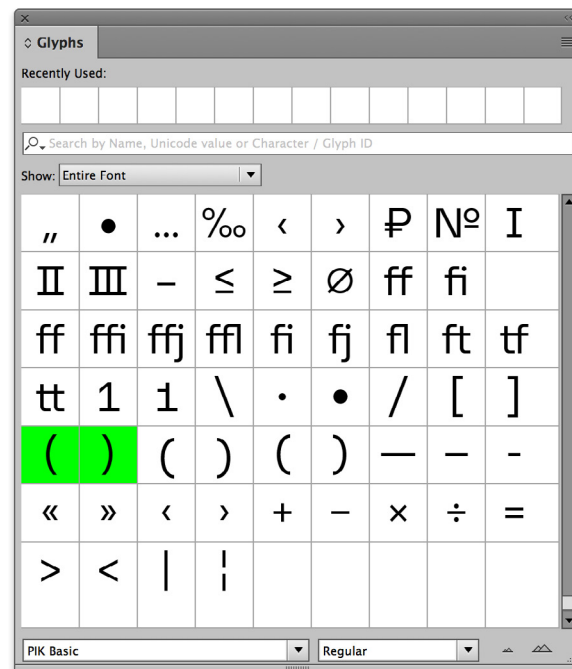 Glyphs
Recently Used:
Search by Name, Unicode value or Character / Glyph ID
Show: Entire Font
„ • … ‰ ‹ › ₽ № I
II III – ≤ ≥ ∅ ff fi
ff ffi ffj ffl fi fj fl ft tf
tt 1 1 \ · • / [ ]
( ) ( ) ( ) — – -
« » ‹ › + − × ÷ =
> < | ¦
PIK Basic Regular